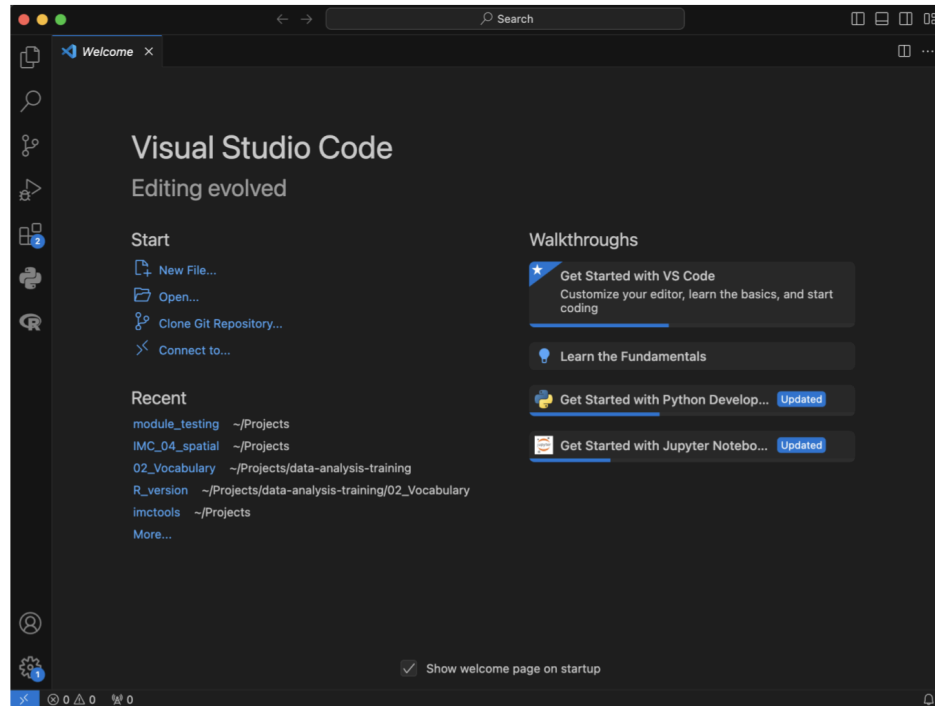 Search
Welcome
Visual Studio Code
Editing evolved
Start
New File...
Open...
Clone Git Repository...
Connect to...
Recent
module_testing ~/Projects
IMC_04_spatial ~/Projects
02_Vocabulary ~/Projects/data-analysis-training
R_version ~/Projects/data-analysis-training/02_Vocabulary
imctools ~/Projects
More...
Walkthroughs
Get Started with VS Code
Customize your editor, learn the basics, and start
coding
Learn the Fundamentals
Get Started with Python Develop... Updated
Get Started with Jupyter Notebo... Updated
2
R
1
Show welcome page on startup
0 0 0